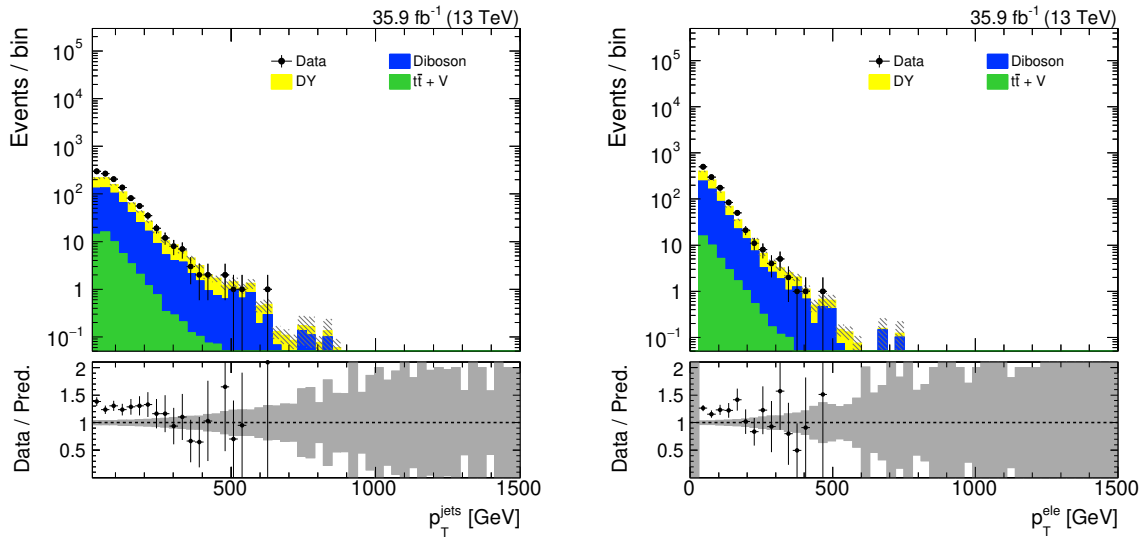 35.9 fb⁻¹ (13 TeV)
Events / bin
10⁵
10⁴
10³
10²
10
1
10⁻¹
Data
Diboson
DY
tt̄ + V
Data / Pred.
2
1.5
1
0.5
500
1000
1500
p_T^jets [GeV]
35.9 fb⁻¹ (13 TeV)
Events / bin
10⁵
10⁴
10³
10²
10
1
10⁻¹
Data
Diboson
DY
tt̄ + V
Data / Pred.
2
1.5
1
0.5
0
500
1000
1500
p_T^ele [GeV]